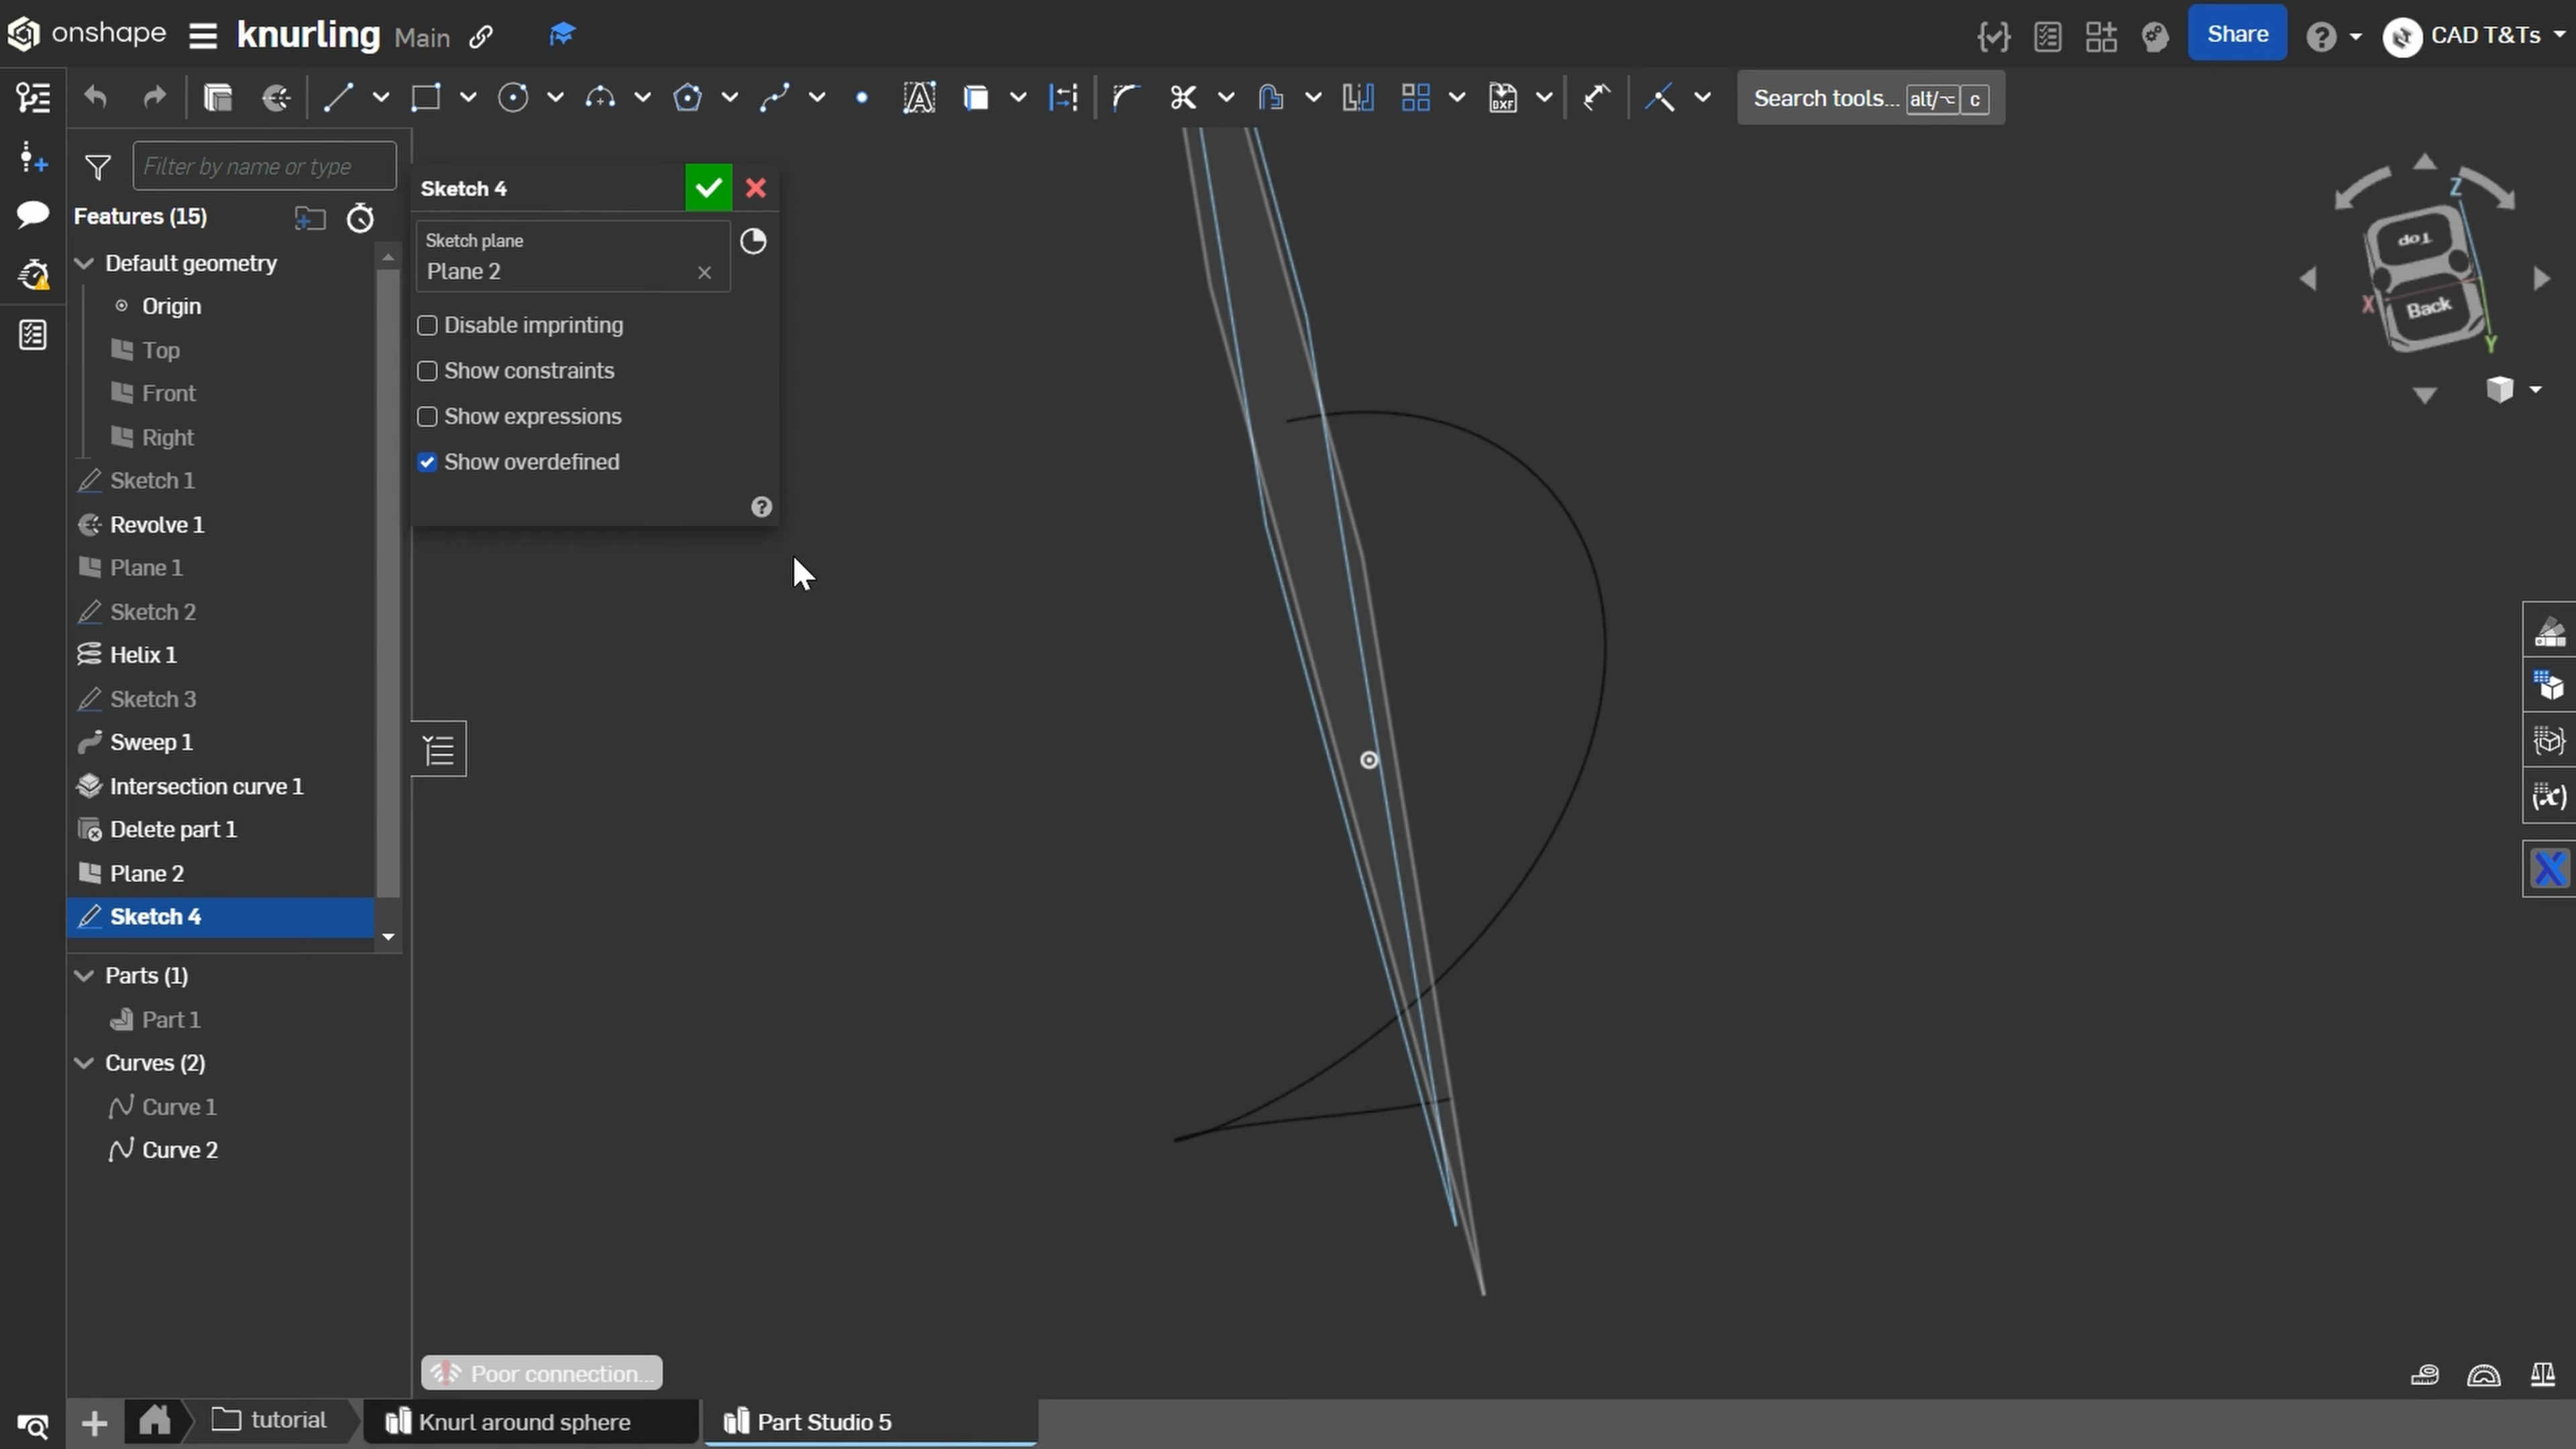 onshape knurling Main Share CAD T&Ts
Search tools... alt/⌥ c
Filter by name or type
Features (15)
Default geometry
Origin
Top
Front
Right
Sketch 1
Revolve 1
Plane 1
Sketch 2
Helix 1
Sketch 3
Sweep 1
Intersection curve 1
Delete part 1
Plane 2
Sketch 4
Parts (1)
Part 1
Curves (2)
Curve 1
Curve 2
Sketch 4
Sketch plane
Plane 2
Disable imprinting
Show constraints
Show expressions
Show overdefined
Z
Top
X
Back
Y
DXF
(x)
Poor connection...
tutorial Knurl around sphere Part Studio 5